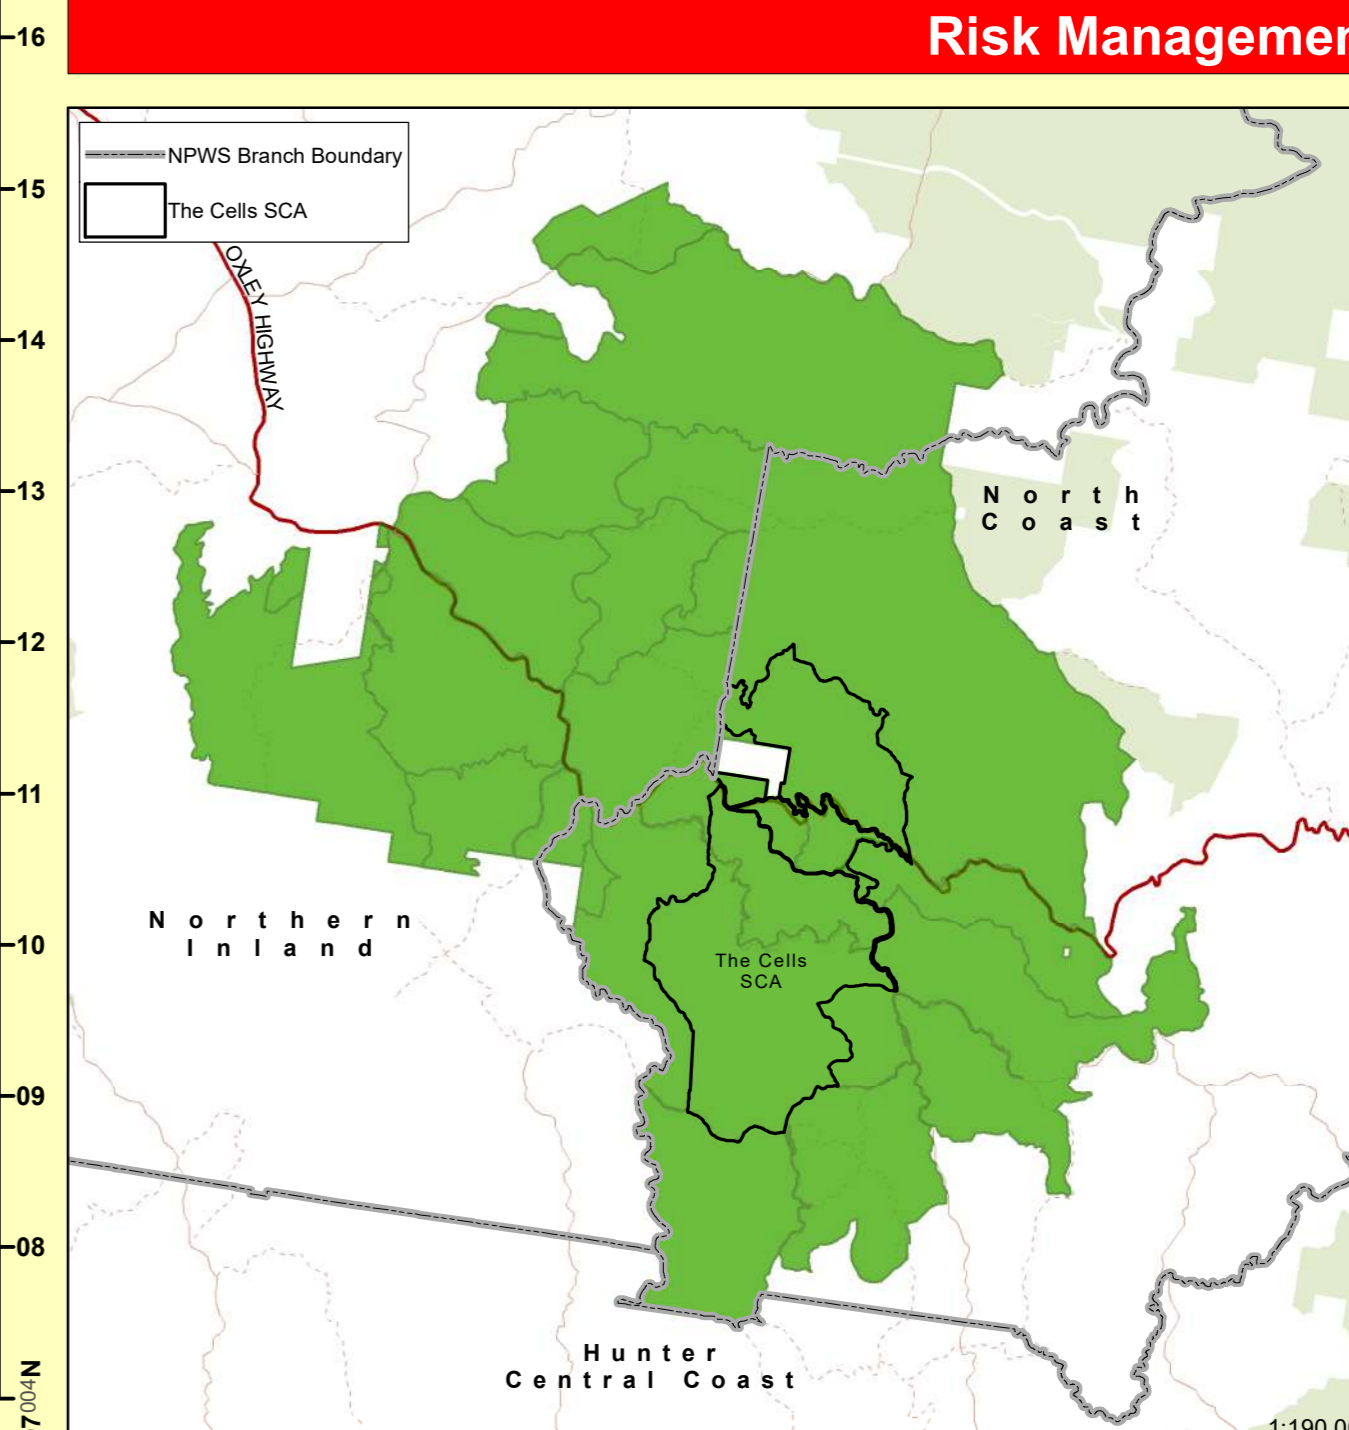 Risk Managemen
16
15
14
13
12
11
10
09
08
7004N
NPWS Branch Boundary
The Cells SCA
OXLEY HIGHWAY
North
Coast
Northern
Inland
The Cells
SCA
Hunter
Central Coast